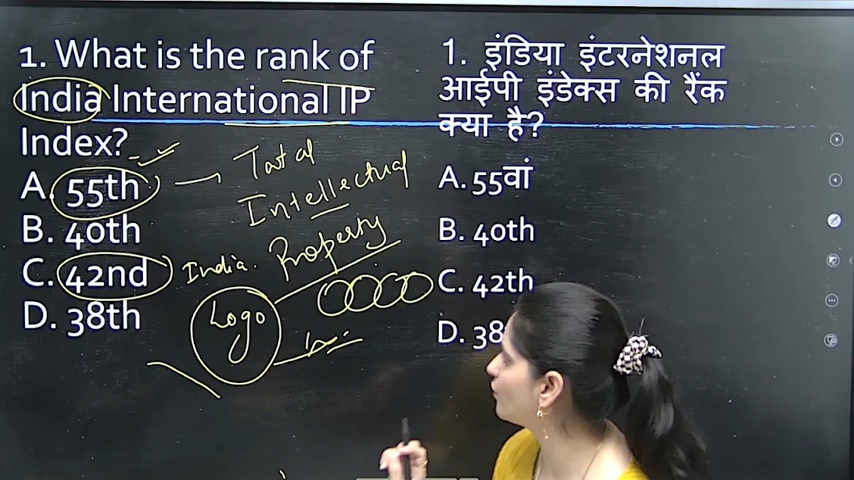 1. What is the rank of
India International IP
Index?
A. 55th
B. 40th
C. 42nd
D. 38th
Total
Intellectual
Property
India.
Logo
1. इंडिया इंटरनेशनल
आईपी इंडेक्स की रैंक
क्या है?
A. 55वां
B. 40th
C. 42th
D. 38